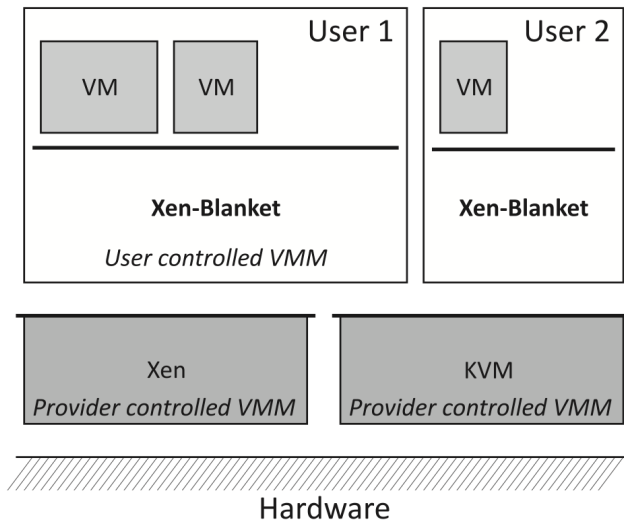 User 1
User 2
VM
VM
VM
Xen-Blanket
Xen-Blanket
User controlled VMM
Xen
KVM
Provider controlled VMM
Provider controlled VMM
Hardware